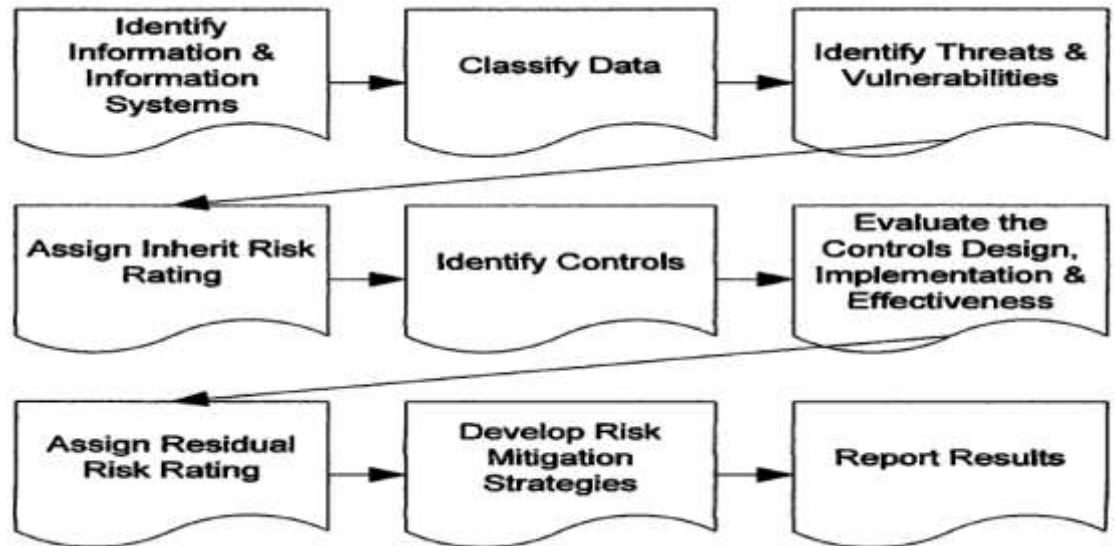 Identify
Information &
Information
Systems
Classify Data
Identify Threats &
Vulnerabilities
Assign Inherit Risk
Rating
Identify Controls
Evaluate the
Controls Design,
Implementation &
Effectiveness
Assign Residual
Risk Rating
Develop Risk
Mitigation
Strategies
Report Results